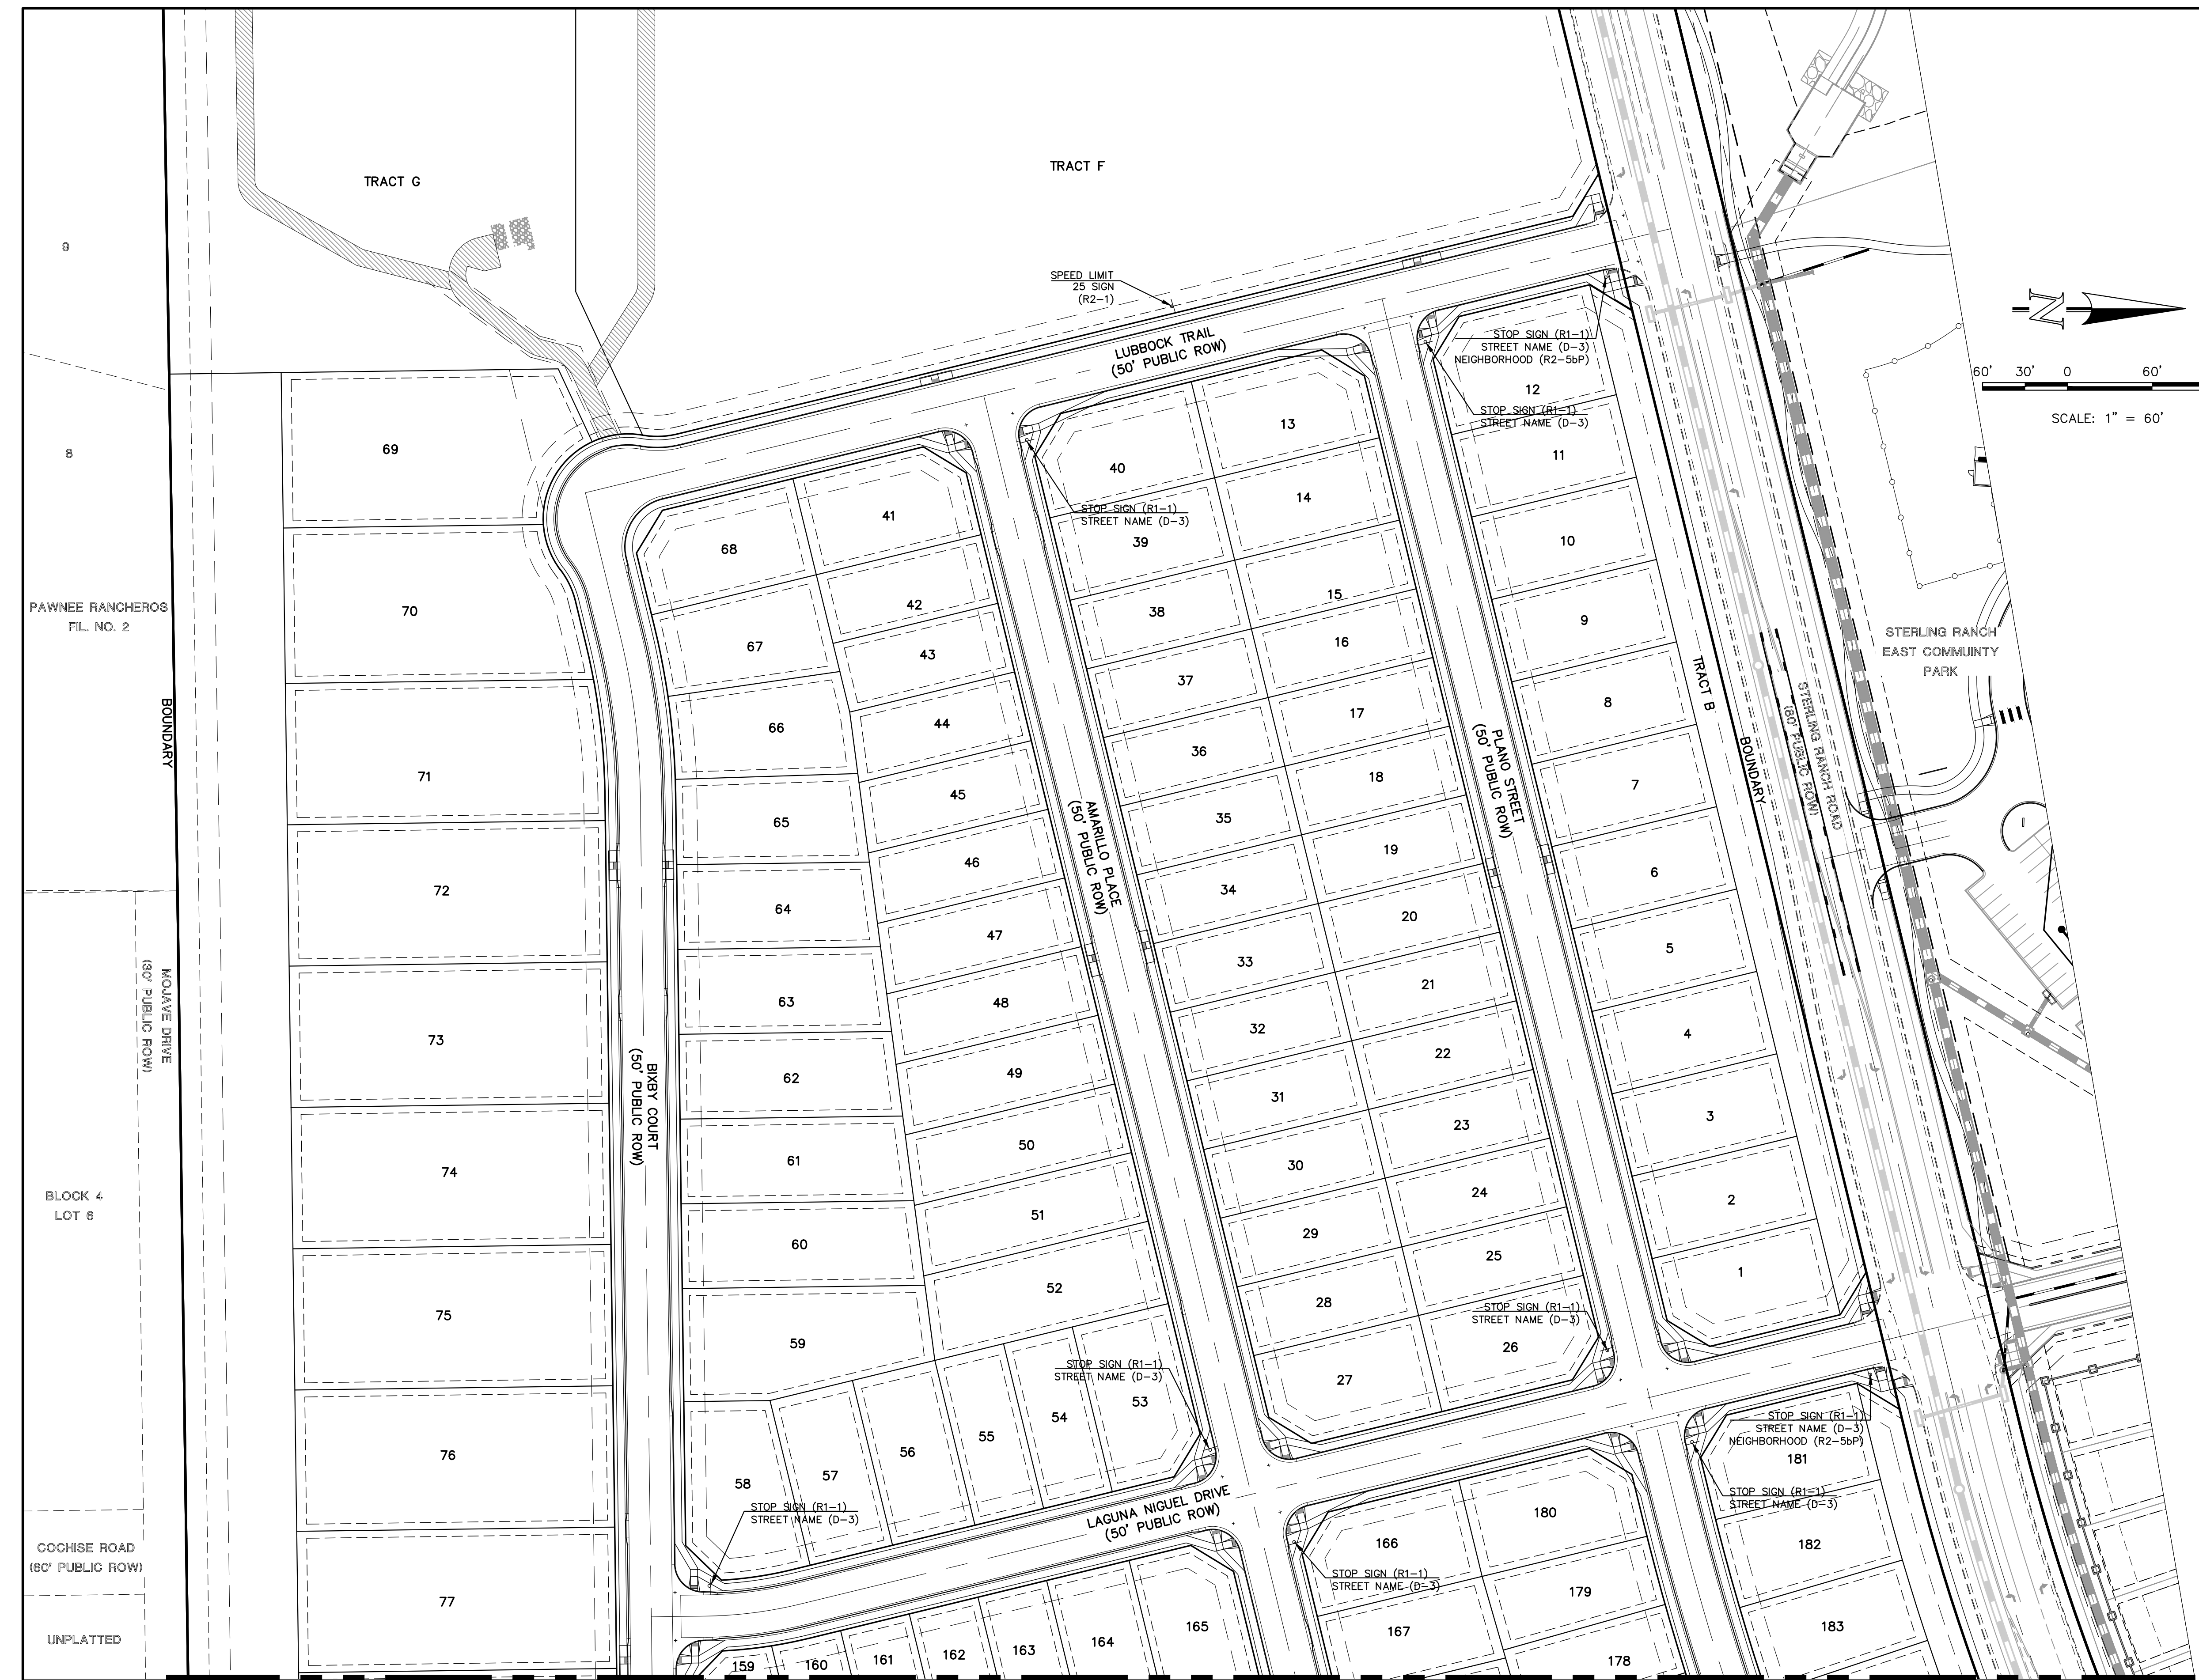 TRACT G
TRACT F
9
8
PAWNEE RANCHEROS
FIL. NO. 2
BOUNDARY
MOJAVE DRIVE
(30' PUBLIC ROW)
BLOCK 4
LOT 6
COCHISE ROAD
(60' PUBLIC ROW)
UNPLATTED
SPEED LIMIT
25 SIGN
(R2-1)
LUBBOCK TRAIL
(50' PUBLIC ROW)
STOP SIGN (R1-1)
STREET NAME (D-3)
NEIGHBORHOOD (R2-5bP)
12
STOP SIGN (R1-1)
STREET NAME (D-3)
N
60' 30' 0 60'
SCALE: 1" = 60'
69
70
71
72
73
74
75
76
77
BIXBY COURT
(50' PUBLIC ROW)
68
67
66
65
64
63
62
61
60
59
58
57
56
55
54
53
41
42
43
44
45
46
47
48
49
50
51
52
STOP SIGN (R1-1)
STREET NAME (D-3)
STOP SIGN (R1-1)
STREET NAME (D-3)
AMARILLO PLACE
(50' PUBLIC ROW)
40
STOP SIGN (R1-1)
STREET NAME (D-3)
39
38
37
36
35
34
33
32
31
30
29
28
27
13
14
15
16
17
18
19
20
21
22
23
24
25
STOP SIGN (R1-1)
STREET NAME (D-3)
26
PLANO STREET
(50' PUBLIC ROW)
11
10
9
8
7
6
5
4
3
2
1
TRACT B
BOUNDARY
STERLING RANCH ROAD
(80' PUBLIC ROW)
STERLING RANCH
EAST COMMUINTY
PARK
LAGUNA NIGUEL DRIVE
(50' PUBLIC ROW)
STOP SIGN (R1-1)
STREET NAME (D-3)
NEIGHBORHOOD (R2-5bP)
181
STOP SIGN (R1-1)
STREET NAME (D-3)
182
183
180
179
178
166
STOP SIGN (R1-1)
STREET NAME (D-3)
167
165
164
163
162
161
160
159